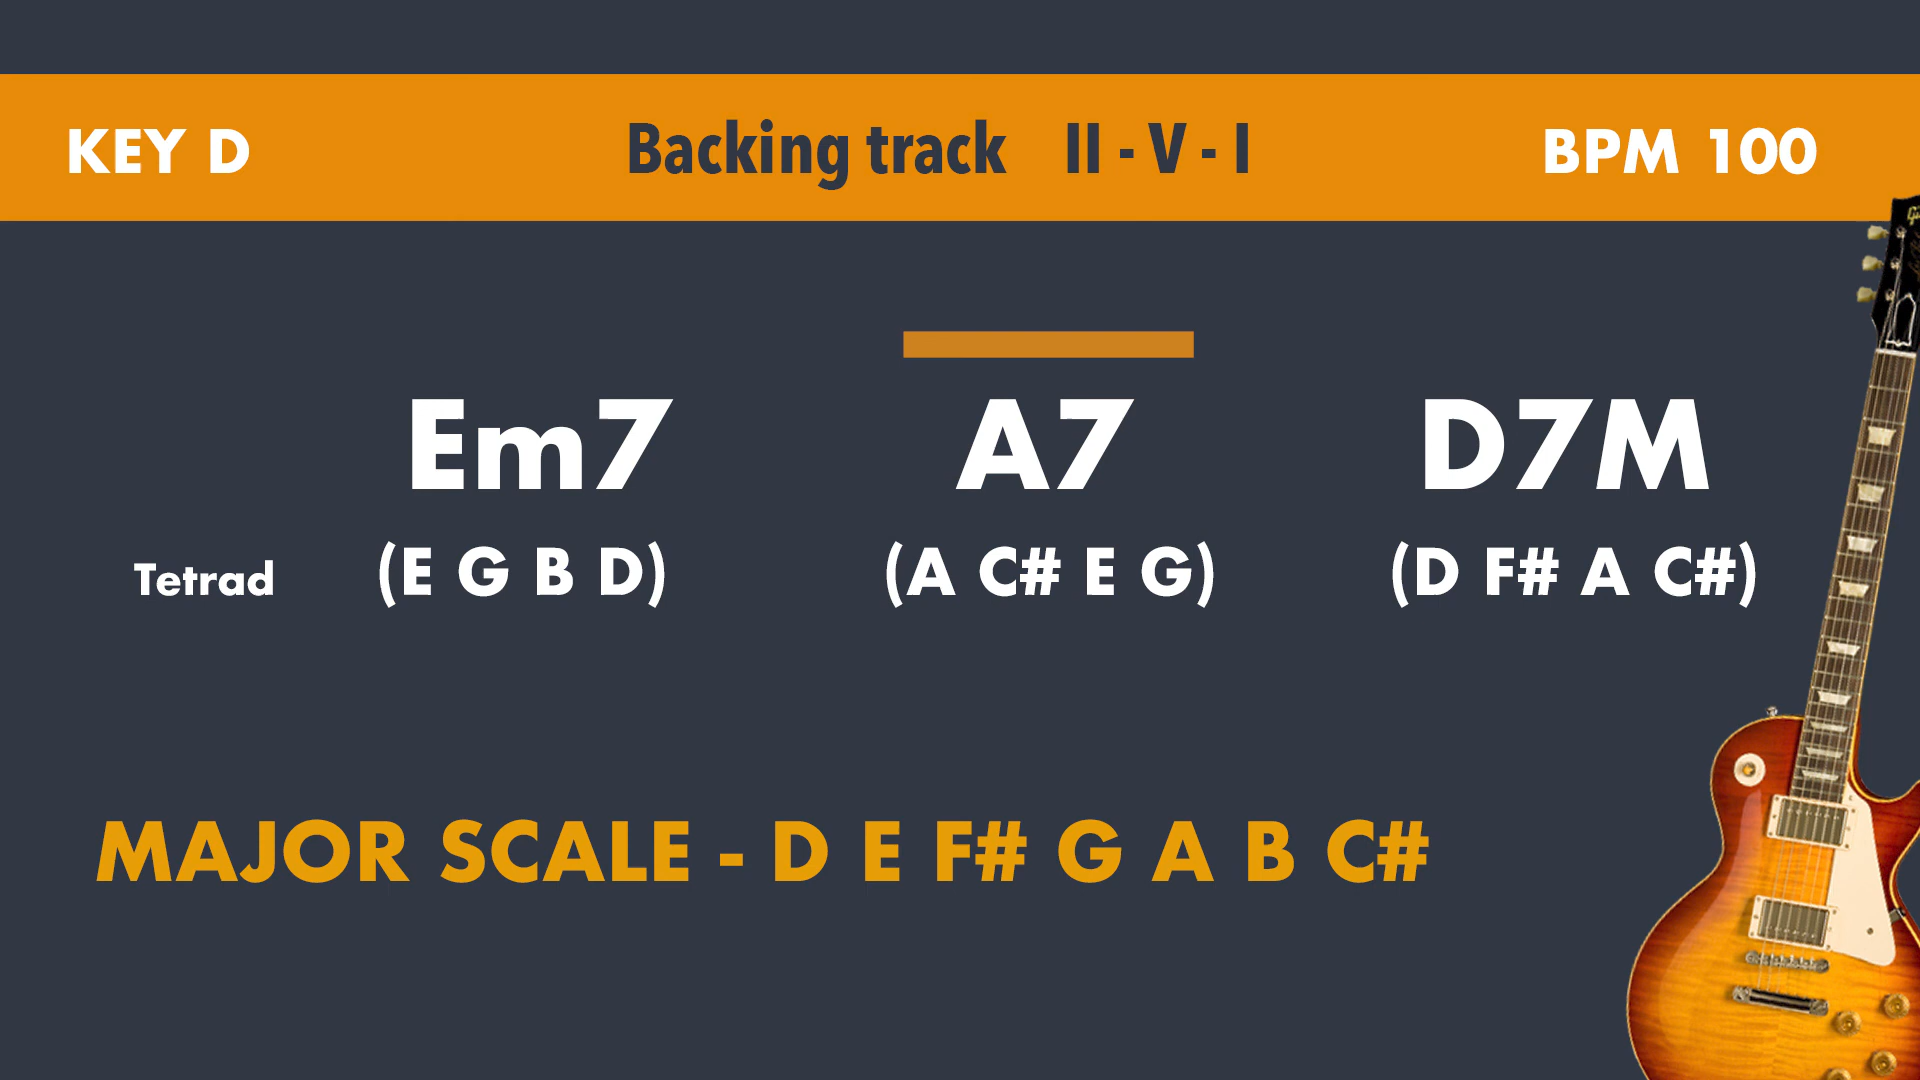 KEY D Backing track II - V - I BPM 100
Em7 A7 D7M
Tetrad (E G B D) (A C# E G) (D F# A C#)
MAJOR SCALE - D E F# G A B C#